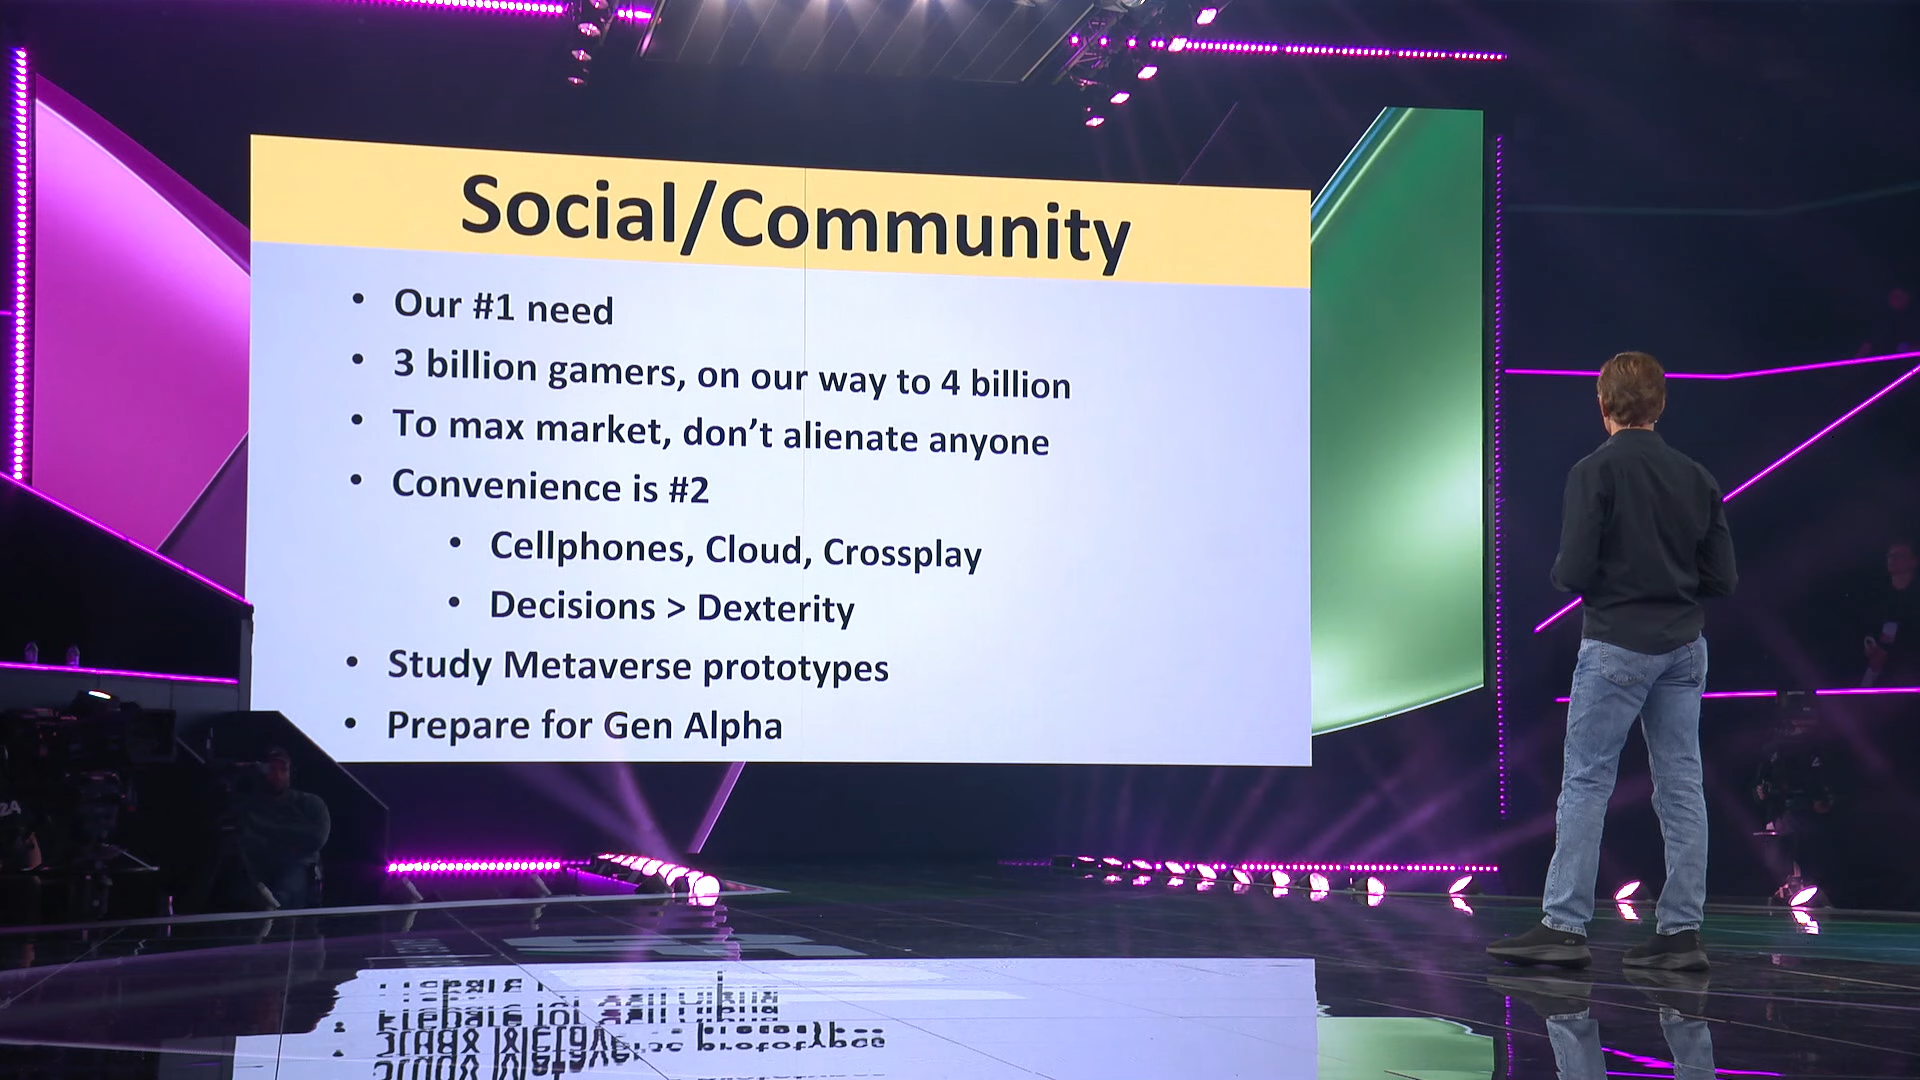 Social/Community
• Our #1 need
• 3 billion gamers, on our way to 4 billion
• To max market, don’t alienate anyone
• Convenience is #2
• Cellphones, Cloud, Crossplay
• Decisions > Dexterity
• Study Metaverse prototypes
• Prepare for Gen Alpha